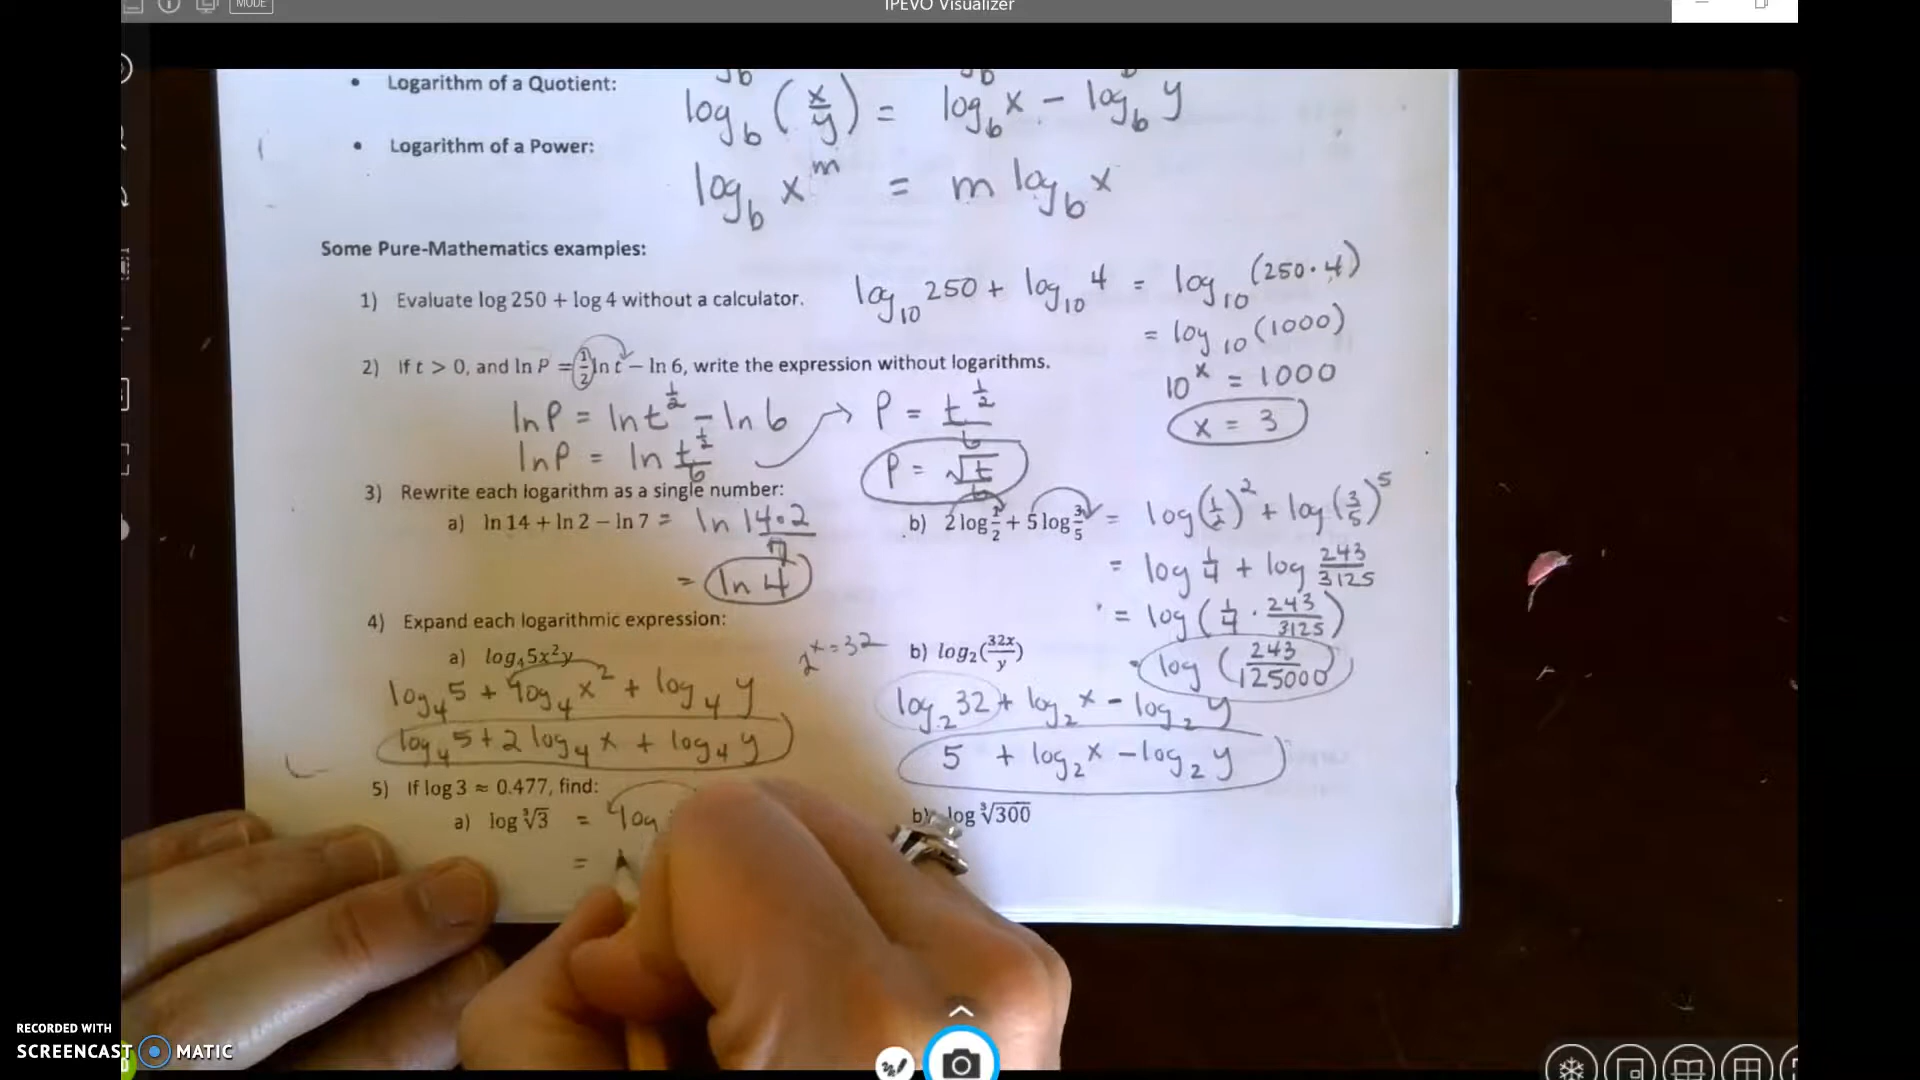 IPEVO Visualizer
MODE
• Logarithm of a Quotient: log_b (x/y) = log_b x − log_b y
• Logarithm of a Power:
log_b x^m = m log_b x
Some Pure-Mathematics examples:
1) Evaluate log 250 + log 4 without a calculator. log_10 250 + log_10 4 = log_10 (250 · 4)
= log_10 (1000)
10^x = 1000
x = 3
2) If t > 0, and ln P = 1/2 ln t − ln 6, write the expression without logarithms.
ln P = ln t^1/2 − ln 6 → P = t^1/2 / 6
ln P = ln t^1/2 / 6
P = √t / 6
3) Rewrite each logarithm as a single number:
a) ln 14 + ln 2 − ln 7 = ln 14·2 / 7
= ln 4
b) 2 log 1/2 + 5 log 3/5 = log (1/2)^2 + log (3/5)^5
= log 1/4 + log 243/3125
= log (1/4 · 243/3125)
log (243/125000)
4) Expand each logarithmic expression:
a) log_4 5x²y
log_4 5 + log_4 x² + log_4 y
log_4 5 + 2 log_4 x + log_4 y
2^x = 32
b) log_2(32x/y)
log_2 32 + log_2 x − log_2 y
5 + log_2 x − log_2 y
5) If log 3 ≈ 0.477, find:
a) log ∛3 = log
=
b) log ∛300
RECORDED WITH
SCREENCAST MATIC